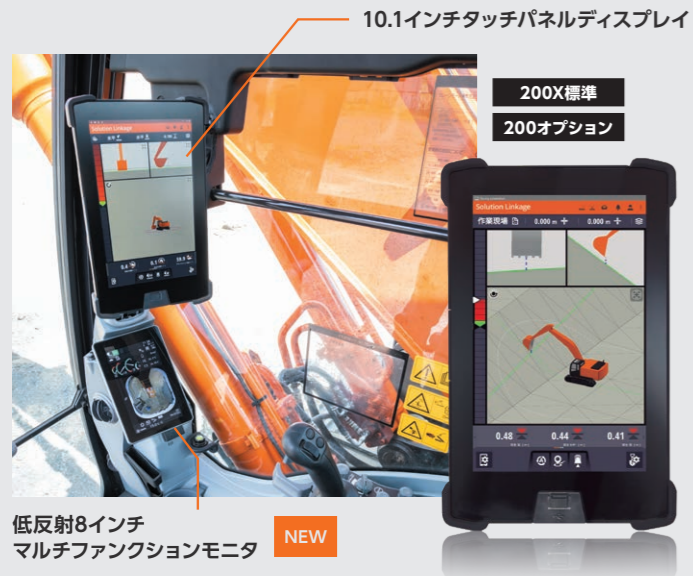 10.1インチタッチパネルディスプレイ
200X標準
200オプション
Solution Linkage
Solution Linkage
作業現場 0.000 m 0.000 m
0.48 0.44 0.41
低反射8インチ
マルチファンクションモニタ
NEW